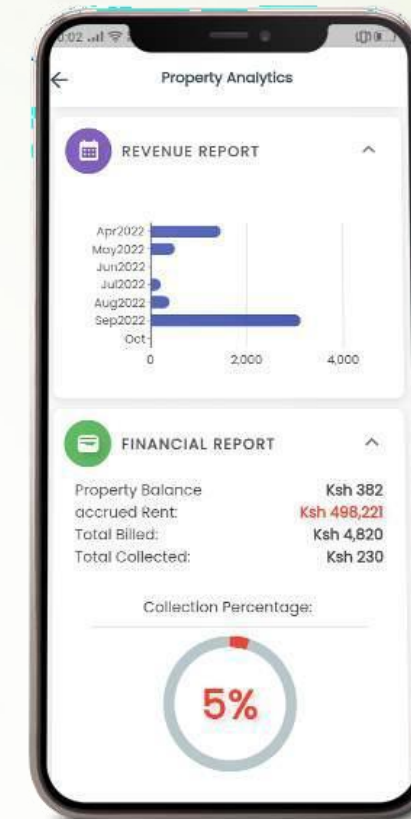 Property Analytics
REVENUE REPORT
Apr2022
May2022
Jun2022
Jul2022
Aug2022
Sep2022
Oct
0 2,000 4,000
FINANCIAL REPORT
Property Balance Ksh 382
accrued Rent: Ksh 498,221
Total Billed: Ksh 4,820
Total Collected: Ksh 230
Collection Percentage:
5%